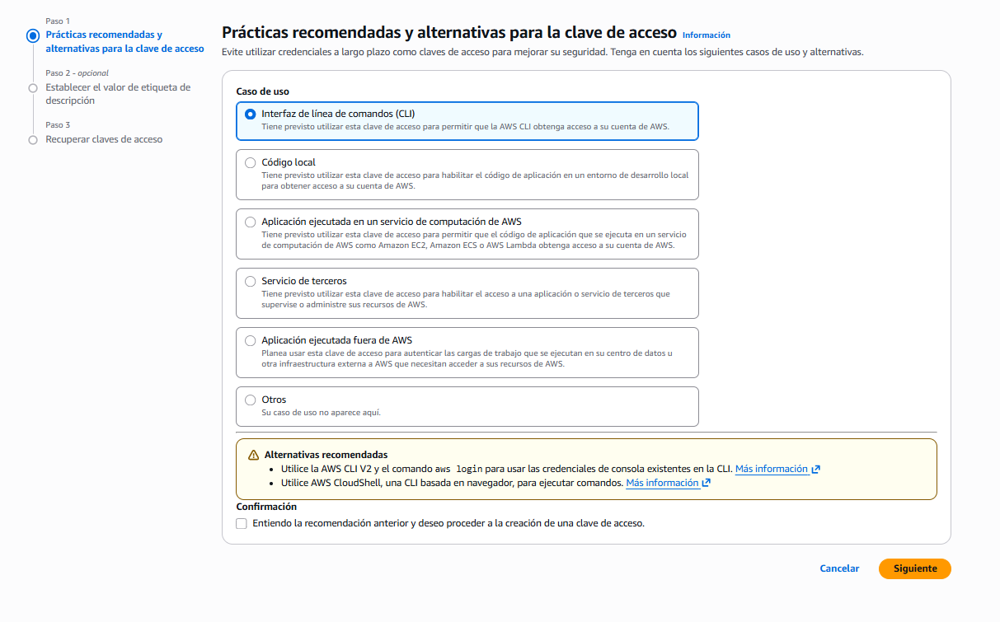 Paso 1
Prácticas recomendadas y
alternativas para la clave de acceso
Paso 2 - opcional
Establecer el valor de etiqueta de
descripción
Paso 3
Recuperar claves de acceso
Prácticas recomendadas y alternativas para la clave de acceso Información
Evite utilizar credenciales a largo plazo como claves de acceso para mejorar su seguridad. Tenga en cuenta los siguientes casos de uso y alternativas.
Caso de uso
Interfaz de línea de comandos (CLI)
Tiene previsto utilizar esta clave de acceso para permitir que la AWS CLI obtenga acceso a su cuenta de AWS.
Código local
Tiene previsto utilizar esta clave de acceso para habilitar el código de aplicación en un entorno de desarrollo local
para obtener acceso a su cuenta de AWS.
Aplicación ejecutada en un servicio de computación de AWS
Tiene previsto utilizar esta clave de acceso para permitir que el código de aplicación que se ejecuta en un servicio
de computación de AWS como Amazon EC2, Amazon ECS o AWS Lambda obtenga acceso a su cuenta de AWS.
Servicio de terceros
Tiene previsto utilizar esta clave de acceso para habilitar el acceso a una aplicación o servicio de terceros que
supervise o administre sus recursos de AWS.
Aplicación ejecutada fuera de AWS
Planea usar esta clave de acceso para autenticar las cargas de trabajo que se ejecutan en su centro de datos u
otra infraestructura externa a AWS que necesitan acceder a sus recursos de AWS.
Otros
Su caso de uso no aparece aquí.
Alternativas recomendadas
Utilice la AWS CLI V2 y el comando aws login para usar las credenciales de consola existentes en la CLI. Más información
Utilice AWS CloudShell, una CLI basada en navegador, para ejecutar comandos. Más información
Confirmación
Entiendo la recomendación anterior y deseo proceder a la creación de una clave de acceso.
Cancelar
Siguiente